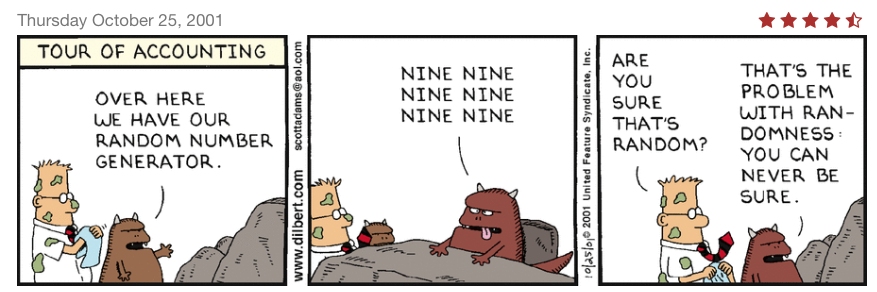 Thursday October 25, 2001
TOUR OF ACCOUNTING
OVER HERE
WE HAVE OUR
RANDOM NUMBER
GENERATOR.
www.dilbert.com scottadams@aol.com
NINE NINE
NINE NINE
NINE NINE
10/25/01 © 2001 United Feature Syndicate, Inc.
ARE
YOU
SURE
THAT'S
RANDOM?
THAT'S THE
PROBLEM
WITH RAN-
DOMNESS:
YOU CAN
NEVER BE
SURE.